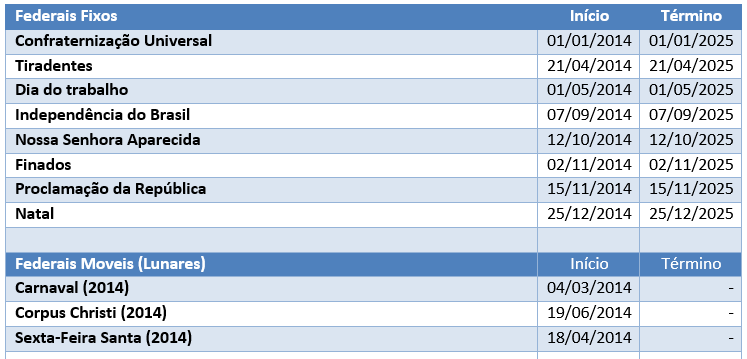 Federais Fixos Início Término
Confraternização Universal 01/01/2014 01/01/2025
Tiradentes 21/04/2014 21/04/2025
Dia do trabalho 01/05/2014 01/05/2025
Independência do Brasil 07/09/2014 07/09/2025
Nossa Senhora Aparecida 12/10/2014 12/10/2025
Finados 02/11/2014 02/11/2025
Proclamação da República 15/11/2014 15/11/2025
Natal 25/12/2014 25/12/2025
Federais Moveis (Lunares) Início Término
Carnaval (2014) 04/03/2014 -
Corpus Christi (2014) 19/06/2014 -
Sexta-Feira Santa (2014) 18/04/2014 -